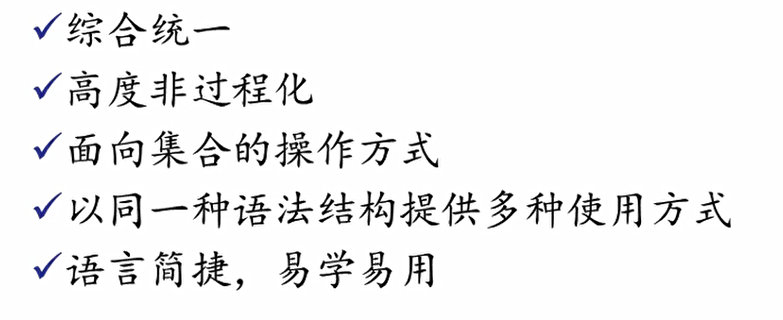 ✓综合统一
✓高度非过程化
✓面向集合的操作方式
✓以同一种语法结构提供多种使用方式
✓语言简捷，易学易用